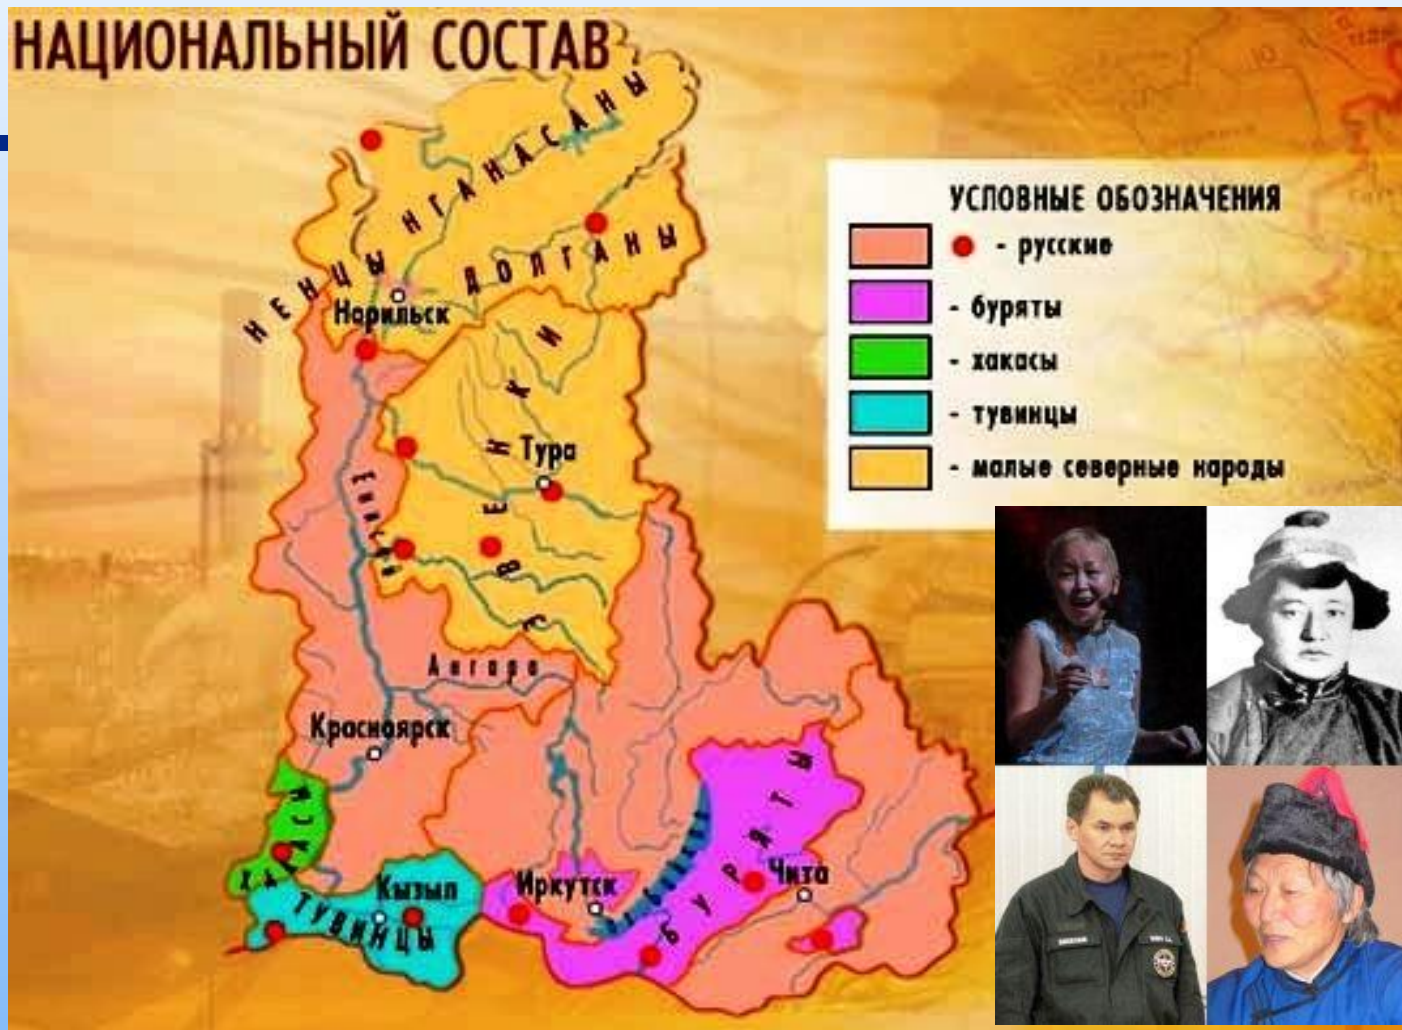 НАЦИОНАЛЬНЫЙ СОСТАВ
УСЛОВНЫЕ ОБОЗНАЧЕНИЯ
- русские
- буряты
- хакасы
- тувинцы
- малые северные народы
НГАНАСАНЫ
НЕНЦЫ
ДОЛГАНЫ
Норильск
ЭВЕНКИ
Тура
Енисей
Ангара
Красноярск
ХАКАСЫ
Кызыл
ТУВИНЦЫ
Иркутск
Чита
БУРЯТЫ